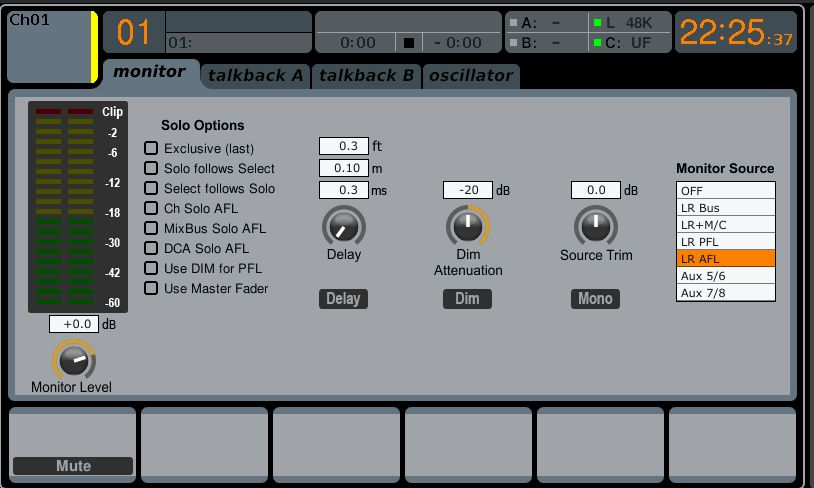 Ch01
01
01:
0:00
- 0:00
A: -
B: -
L 48K
C: UF
22:25:37
monitor
talkback A
talkback B
oscillator
Clip
-2
-6
-12
-18
-30
-42
-60
+0.0 dB
Monitor Level
Solo Options
Exclusive (last)
Solo follows Select
Select follows Solo
Ch Solo AFL
MixBus Solo AFL
DCA Solo AFL
Use DIM for PFL
Use Master Fader
0.3 ft
0.10 m
0.3 ms
Delay
Delay
-20 dB
Dim
Attenuation
Dim
0.0 dB
Source Trim
Mono
Monitor Source
OFF
LR Bus
LR+M/C
LR PFL
LR AFL
Aux 5/6
Aux 7/8
Mute